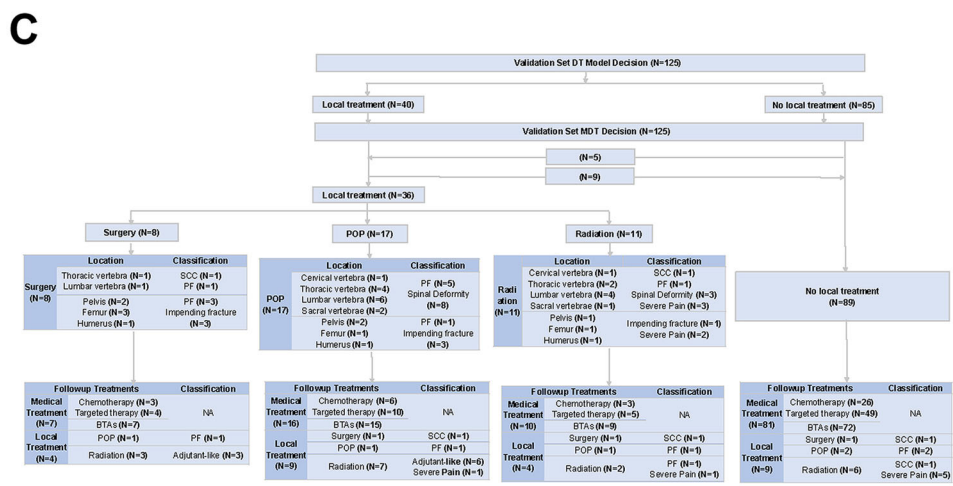 C
Validation Set DT Model Decision (N=125)
Local treatment (N=40)
No local treatment (N=85)
Validation Set MDT Decision (N=125)
(N=5)
(N=9)
Local treatment (N=36)
Surgery (N=8)
POP (N=17)
Radiation (N=11)
Surgery (N=8)
Location Classification
Thoracic vertebra (N=1) SCC (N=1)
Lumbar vertebra (N=1) PF (N=1)
Pelvis (N=2) PF (N=3)
Femur (N=3) Impending fracture
Humerus (N=1) (N=3)
POP (N=17)
Location Classification
Cervical vertebra (N=1)
Thoracic vertebra (N=4) PF (N=5)
Lumbar vertebra (N=6) Spinal Deformity
Sacral vertebrae (N=2) (N=8)
Pelvis (N=2) PF (N=1)
Femur (N=1) Impending fracture
Humerus (N=1) (N=3)
Radi
ation
(N=11)
Location Classification
Cervical vertebra (N=1) SCC (N=1)
Thoracic vertebra (N=2) PF (N=1)
Lumbar vertebra (N=4) Spinal Deformity (N=3)
Sacral vertebrae (N=1) Severe Pain (N=3)
Pelvis (N=1)
Femur (N=1) Impending fracture (N=1)
Humerus (N=1) Severe Pain (N=2)
No local treatment
(N=89)
Followup Treatments Classification
Medical Treatment (N=7)
Chemotherapy (N=3)
Targeted therapy (N=4) NA
BTAs (N=7)
Local Treatment (N=4)
POP (N=1) PF (N=1)
Radiation (N=3) Adjutant-like (N=3)
Followup Treatments Classification
Medical Treatment (N=16)
Chemotherapy (N=6)
Targeted therapy (N=10) NA
BTAs (N=15)
Local Treatment (N=9)
Surgery (N=1) SCC (N=1)
POP (N=1) PF (N=1)
Radiation (N=7) Adjutant-like (N=6)
Severe Pain (N=1)
Followup Treatments Classification
Medical Treatment (N=10)
Chemotherapy (N=3)
Targeted therapy (N=5) NA
BTAs (N=9)
Local Treatment (N=4)
Surgery (N=1) SCC (N=1)
POP (N=1) PF (N=1)
Radiation (N=2) PF (N=1)
Severe Pain (N=1)
Followup Treatments Classification
Medical Treatment (N=81)
Chemotherapy (N=26)
Targeted therapy (N=49) NA
BTAs (N=72)
Local Treatment (N=9)
Surgery (N=1) SCC (N=1)
POP (N=2) PF (N=2)
Radiation (N=6) SCC (N=1)
Severe Pain (N=5)